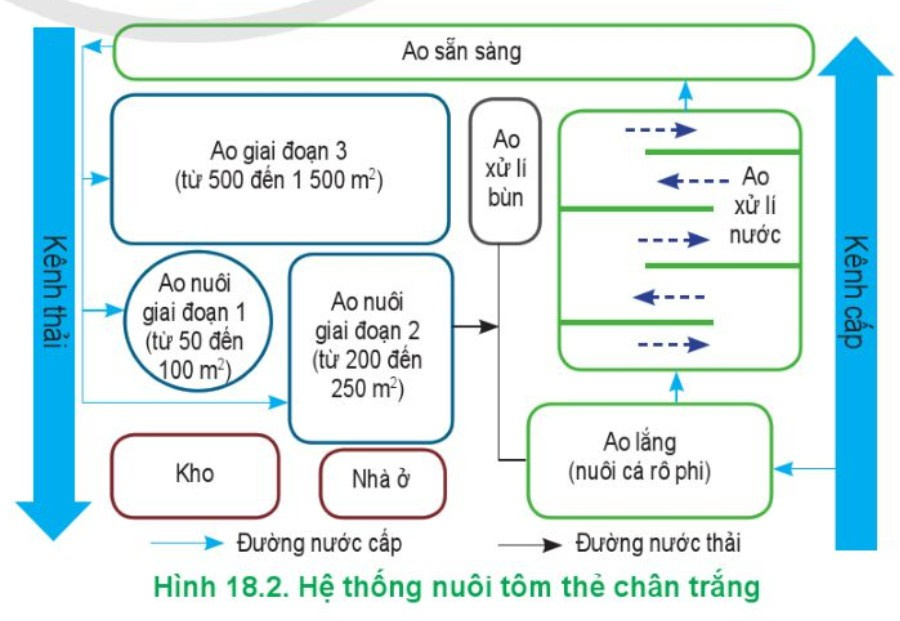 Ao sẵn sàng
Kênh thải
Ao giai đoạn 3
(từ 500 đến 1 500 m²)
Ao
xử lí
bùn
Ao
xử lí
nước
Kênh cấp
Ao nuôi
giai đoạn 1
(từ 50 đến
100 m²)
Ao nuôi
giai đoạn 2
(từ 200 đến
250 m²)
Ao lắng
(nuôi cá rô phi)
Kho
Nhà ở
Đường nước cấp
Đường nước thải
Hình 18.2. Hệ thống nuôi tôm thẻ chân trắng